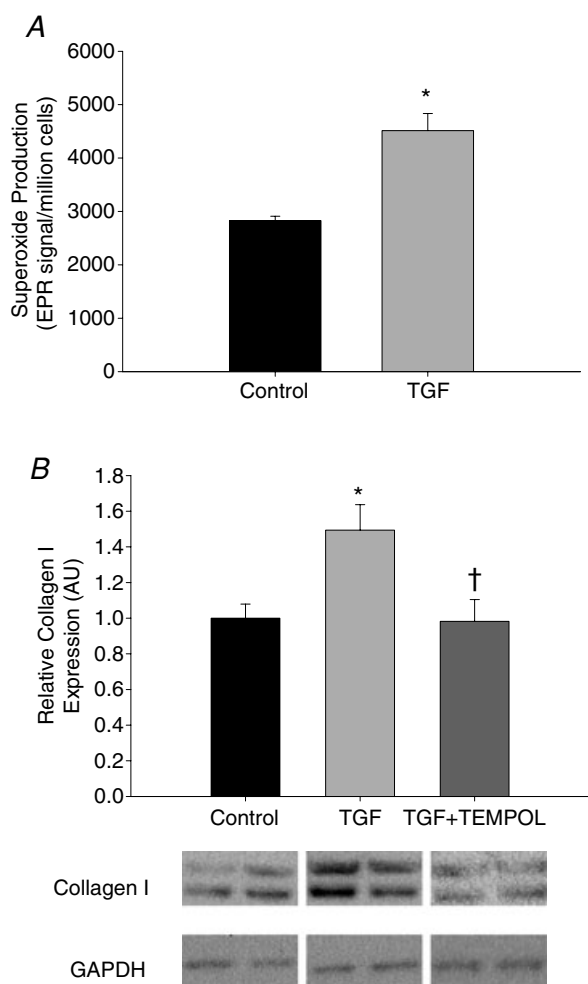 A
Superoxide Production
(EPR signal/million cells)
6000
5000
4000
3000
2000
1000
0
*
Control
TGF
B
Relative Collagen I
Expression (AU)
1.8
1.6
1.4
1.2
1.0
0.8
0.6
0.4
0.2
0.0
*
†
Control
TGF
TGF+TEMPOL
Collagen I
GAPDH